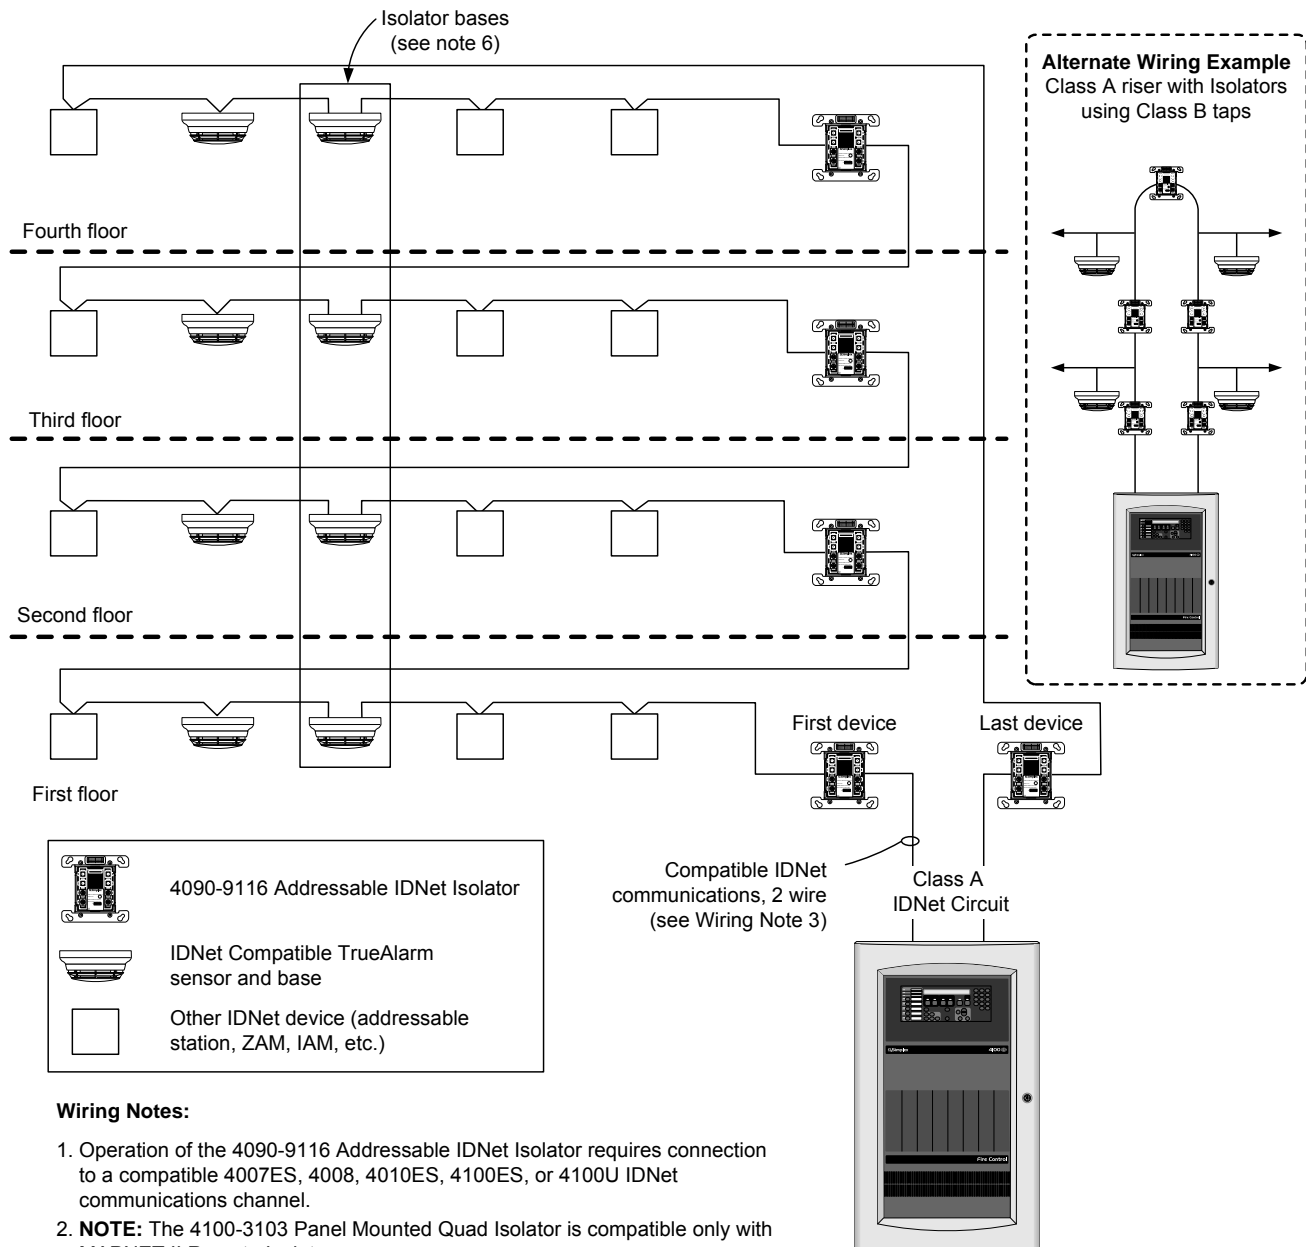 Isolator bases
(see note 6)
Alternate Wiring Example
Class A riser with Isolators
using Class B taps
Fourth floor
Third floor
Second floor
First device
Last device
First floor
Compatible IDNet
communications, 2 wire
(see Wiring Note 3)
Class A
IDNet Circuit
4090-9116 Addressable IDNet Isolator
IDNet Compatible TrueAlarm
sensor and base
Other IDNet device (addressable
station, ZAM, IAM, etc.)
Simplex
4100
Fire Control
Wiring Notes:
1. Operation of the 4090-9116 Addressable IDNet Isolator requires connection
to a compatible 4007ES, 4008, 4010ES, 4100ES, or 4100U IDNet
communications channel.
2. NOTE: The 4100-3103 Panel Mounted Quad Isolator is compatible only with